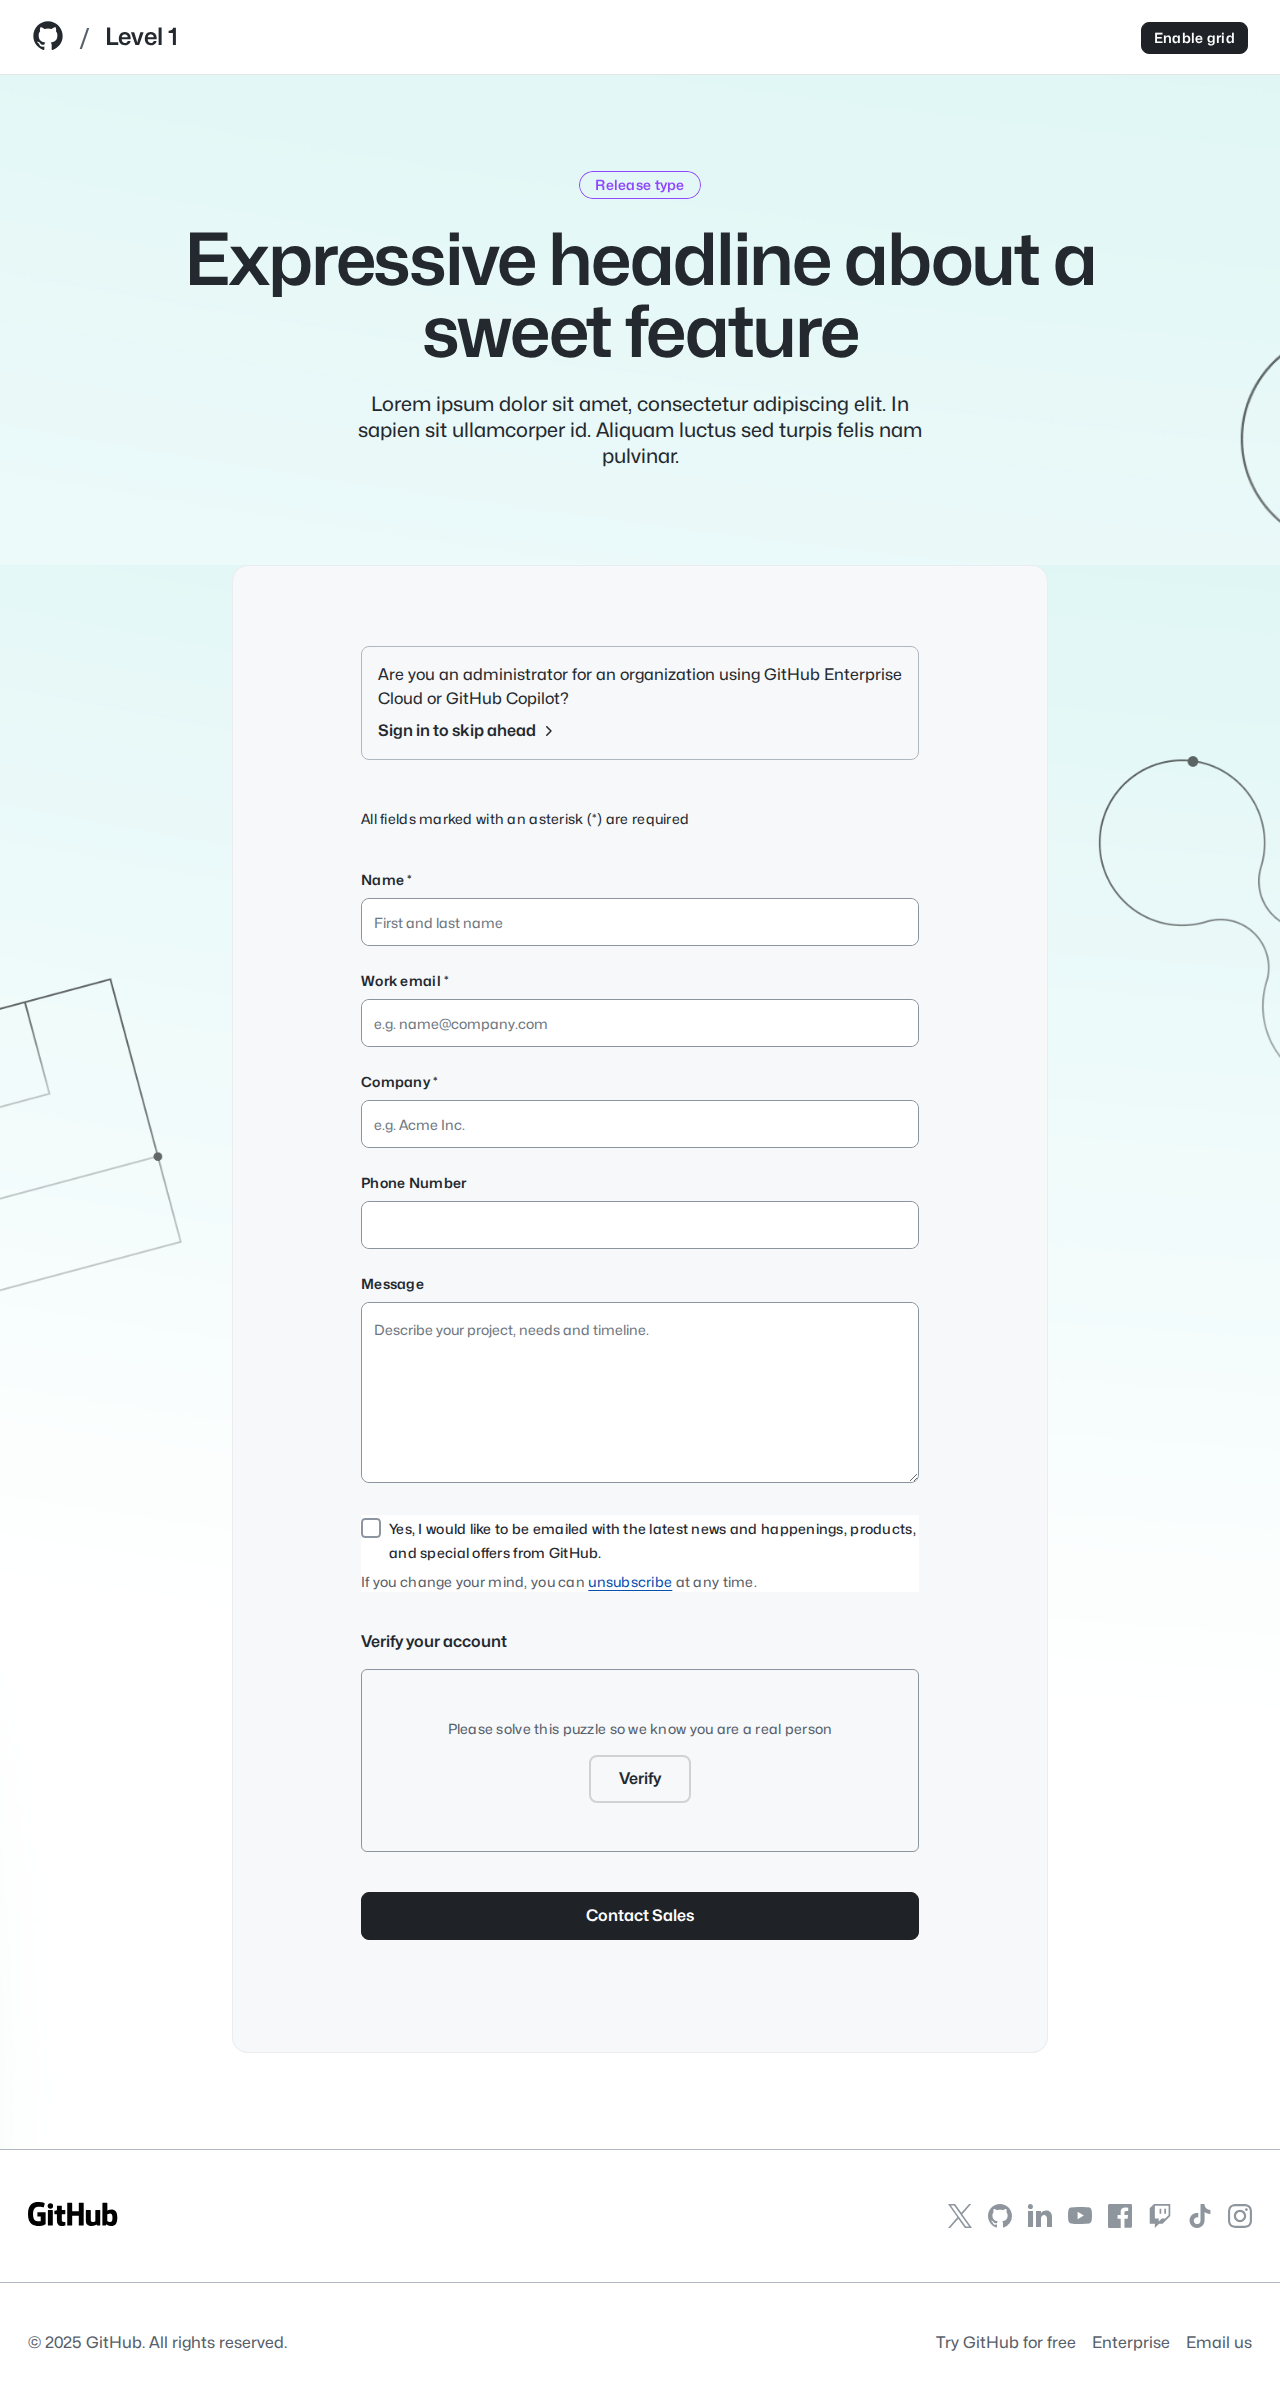 / Level 1
Enable grid
Release type
Expressive headline about a
sweet feature
Lorem ipsum dolor sit amet, consectetur adipiscing elit. In
sapien sit ullamcorper id. Aliquam luctus sed turpis felis nam
pulvinar.
Are you an administrator for an organization using GitHub Enterprise
Cloud or GitHub Copilot?
Sign in to skip ahead
All fields marked with an asterisk (*) are required
Name *
First and last name
Work email *
e.g. name@company.com
Company *
e.g. Acme Inc.
Phone Number
Message
Describe your project, needs and timeline.
Yes, I would like to be emailed with the latest news and happenings, products,
and special offers from GitHub.
If you change your mind, you can unsubscribe at any time.
Verify your account
Please solve this puzzle so we know you are a real person
Verify
Contact Sales
GitHub
© 2025 GitHub. All rights reserved.
Try GitHub for free Enterprise Email us